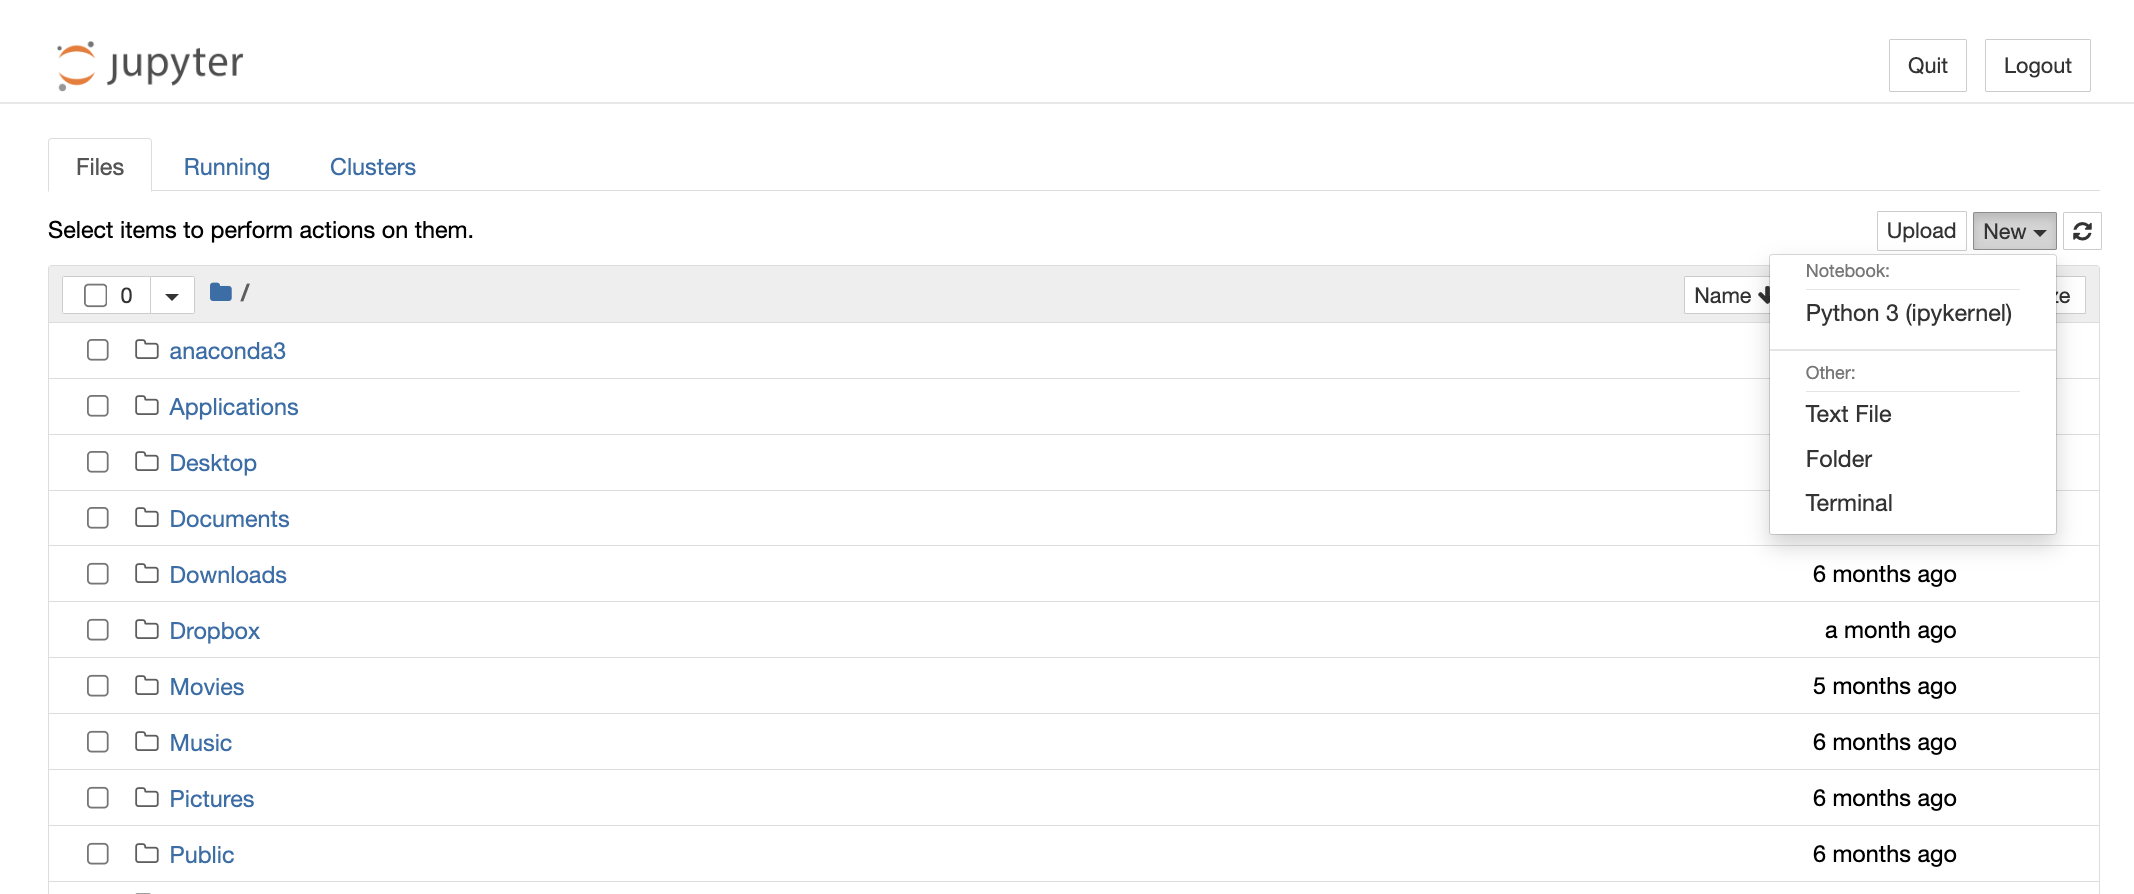 jupyter
Quit
Logout
Files
Running
Clusters
Select items to perform actions on them.
Upload
New
0
/
Name
Notebook:
Python 3 (ipykernel)
Other:
Text File
Folder
Terminal
anaconda3
Applications
Desktop
Documents
Downloads
6 months ago
Dropbox
a month ago
Movies
5 months ago
Music
6 months ago
Pictures
6 months ago
Public
6 months ago